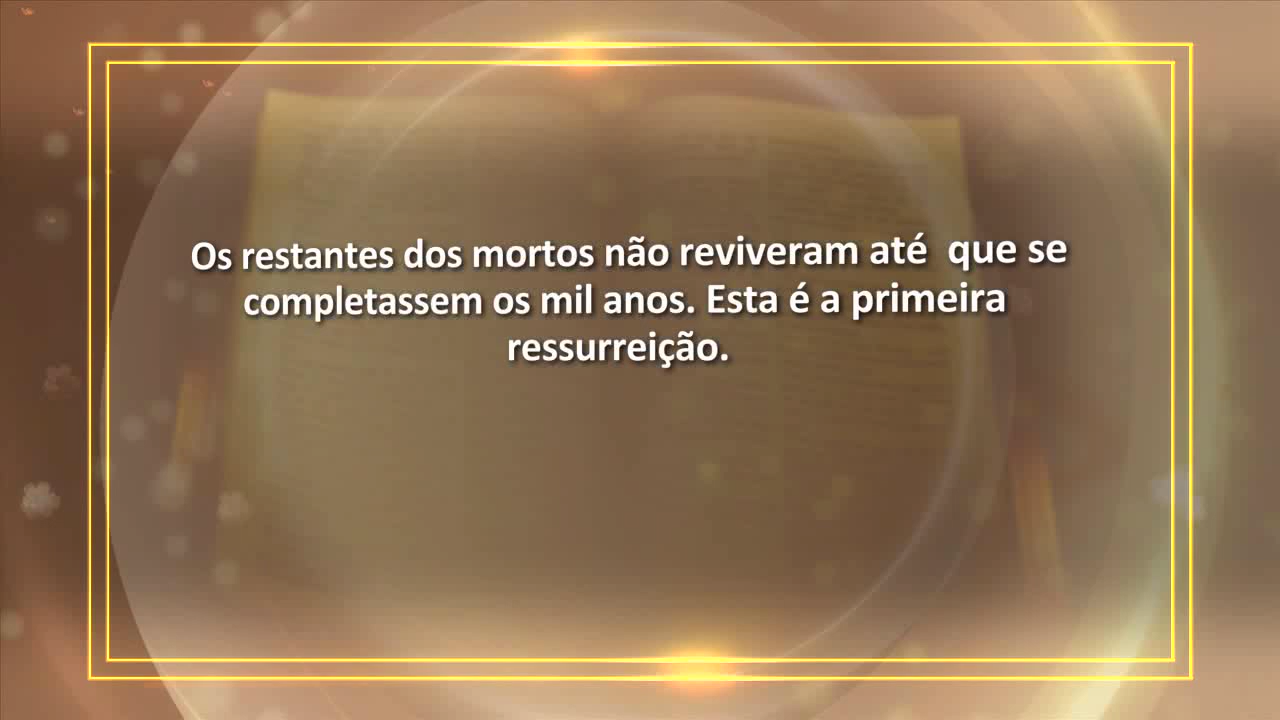 Os restantes dos mortos não reviveram até  que se
completassem os mil anos. Esta é a primeira
ressurreição.